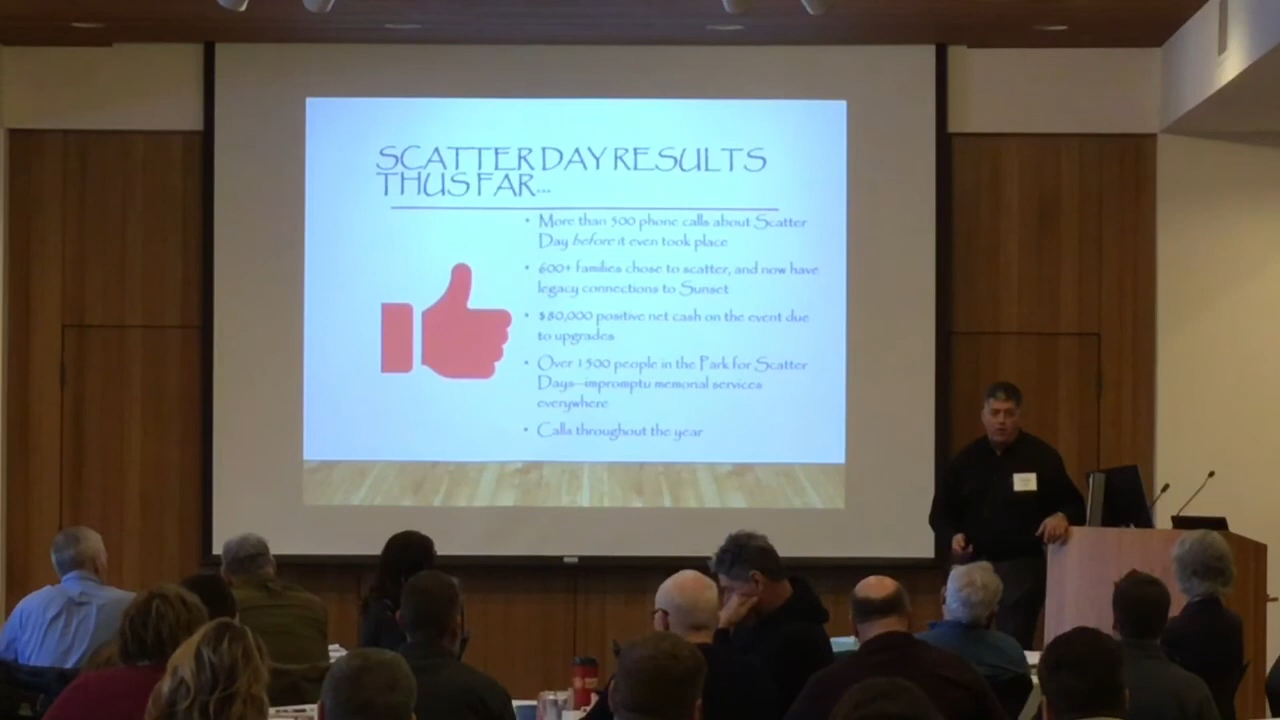 SCATTER DAY RESULTS
THUS FAR...
• More than 500 phone calls about Scatter
Day before it even took place
• 600+ families chose to scatter, and now have
legacy connections to Sunset
• $80,000 positive net cash on the event due
to upgrades
• Over 1500 people in the Park for Scatter
Days—impromptu memorial services
everywhere
• Calls throughout the year